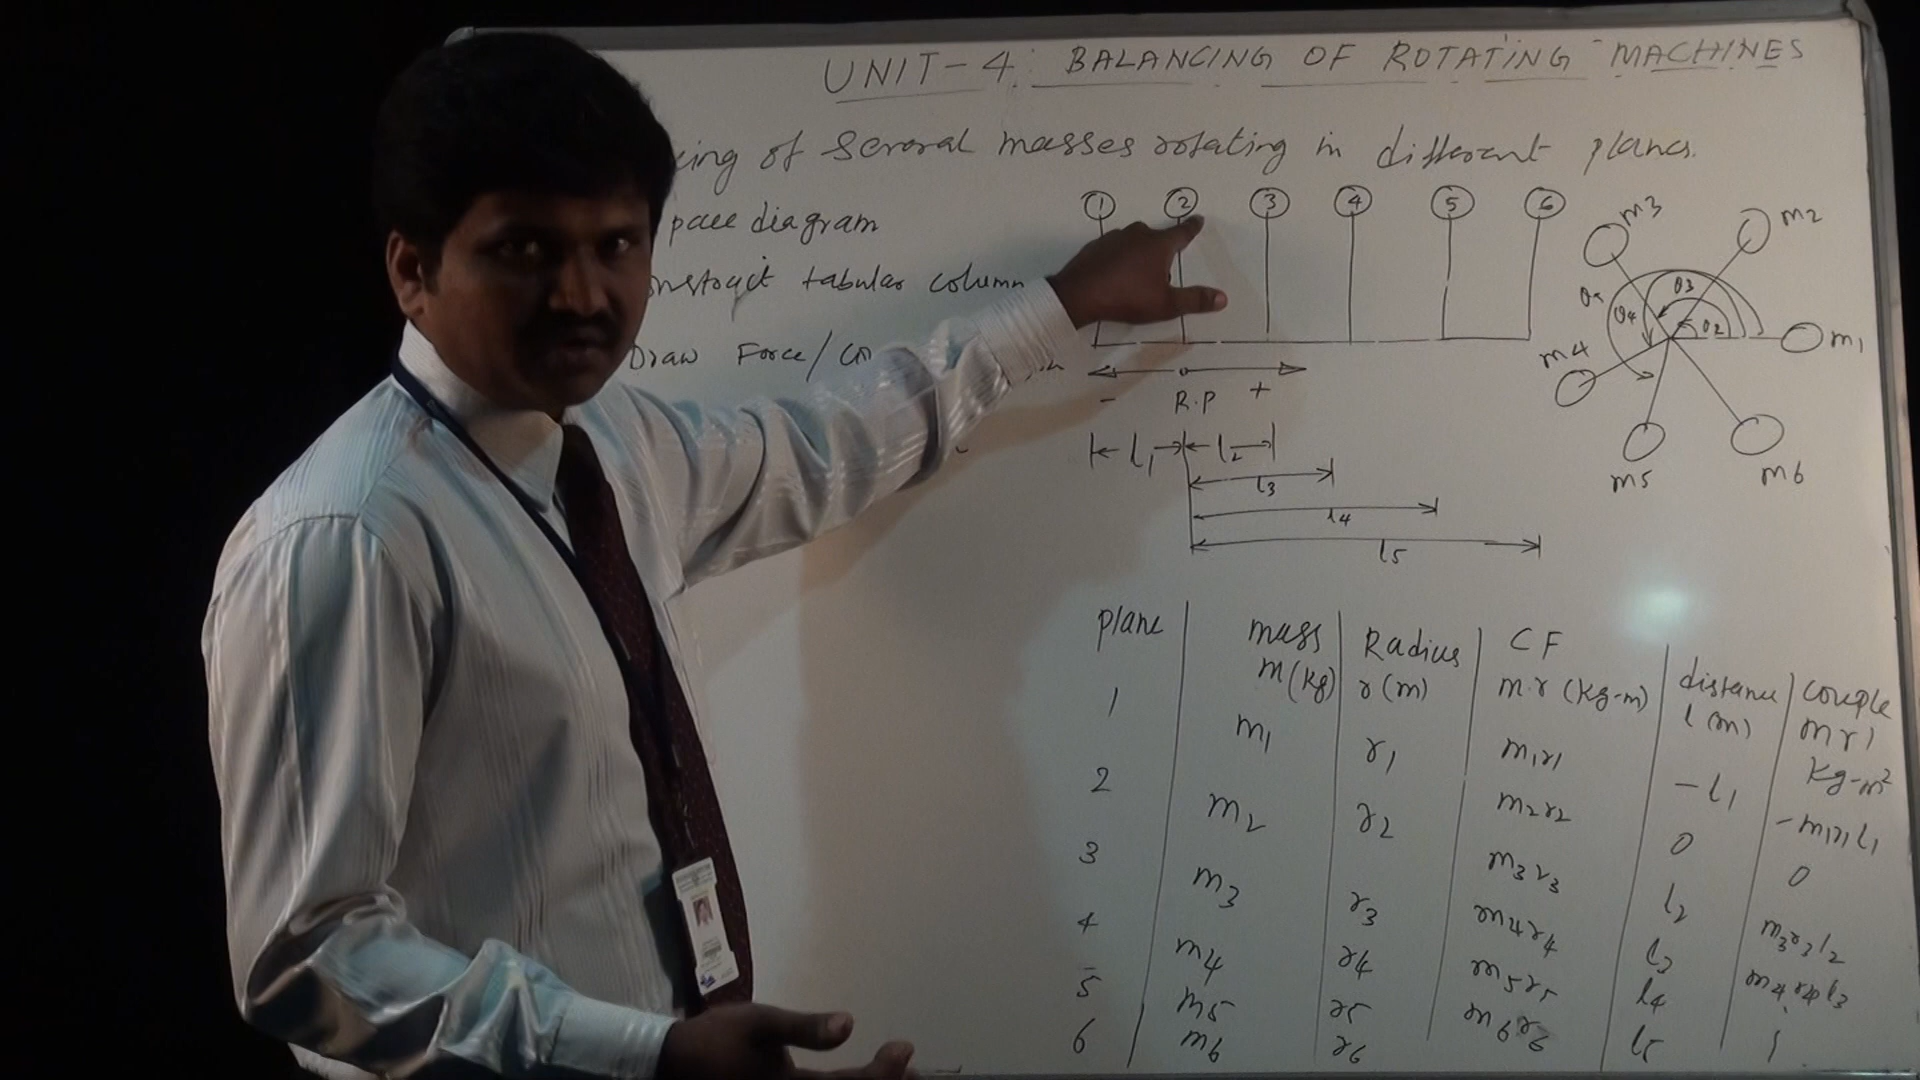 UNIT-4: BALANCING OF ROTATING MACHINES
cing of Several masses rotating in different planes.
pace diagram
onstruct tabular column
Draw Force/Co
1 2 3 4 5 6
m3 m2
θ5 θ4 θ3 θ2
m4 m1
m5 m6
- R.P +
l1 l2
l3
l4
l5
plane mass m(kg) Radius r(m) CF m.r (kg-m) distance l(m) couple mrl kg-m²
1 m1 r1 m1r1 -l1 -m1r1l1
2 m2 r2 m2r2 0 0
3 m3 r3 m3r3 l2 m3r3l2
4 m4 r4 m4r4 l3 m4r4l3
5 m5 r5 m5r5 l4
6 m6 r6 m6r6 l5